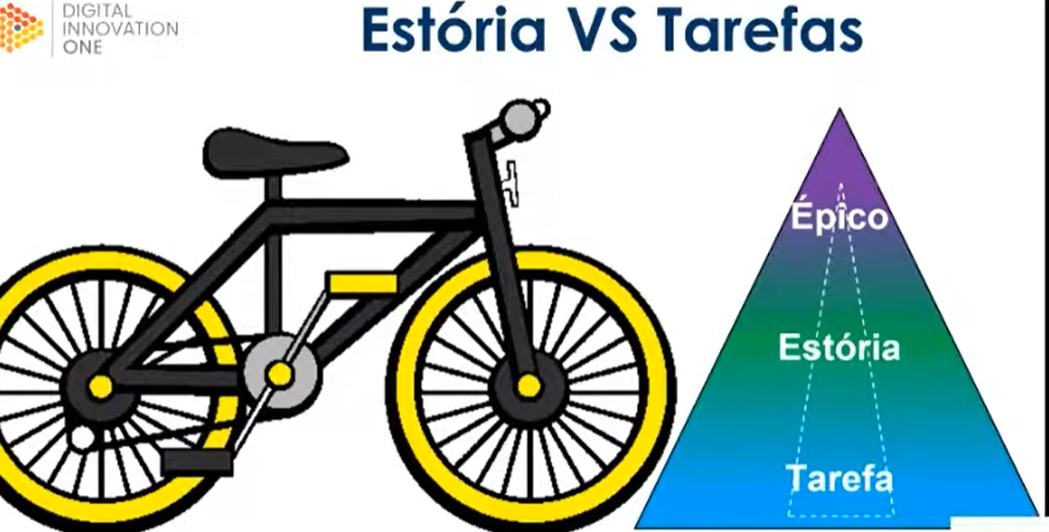 DIGITAL
INNOVATION
ONE
Estória VS Tarefas
Épico
Estória
Tarefa